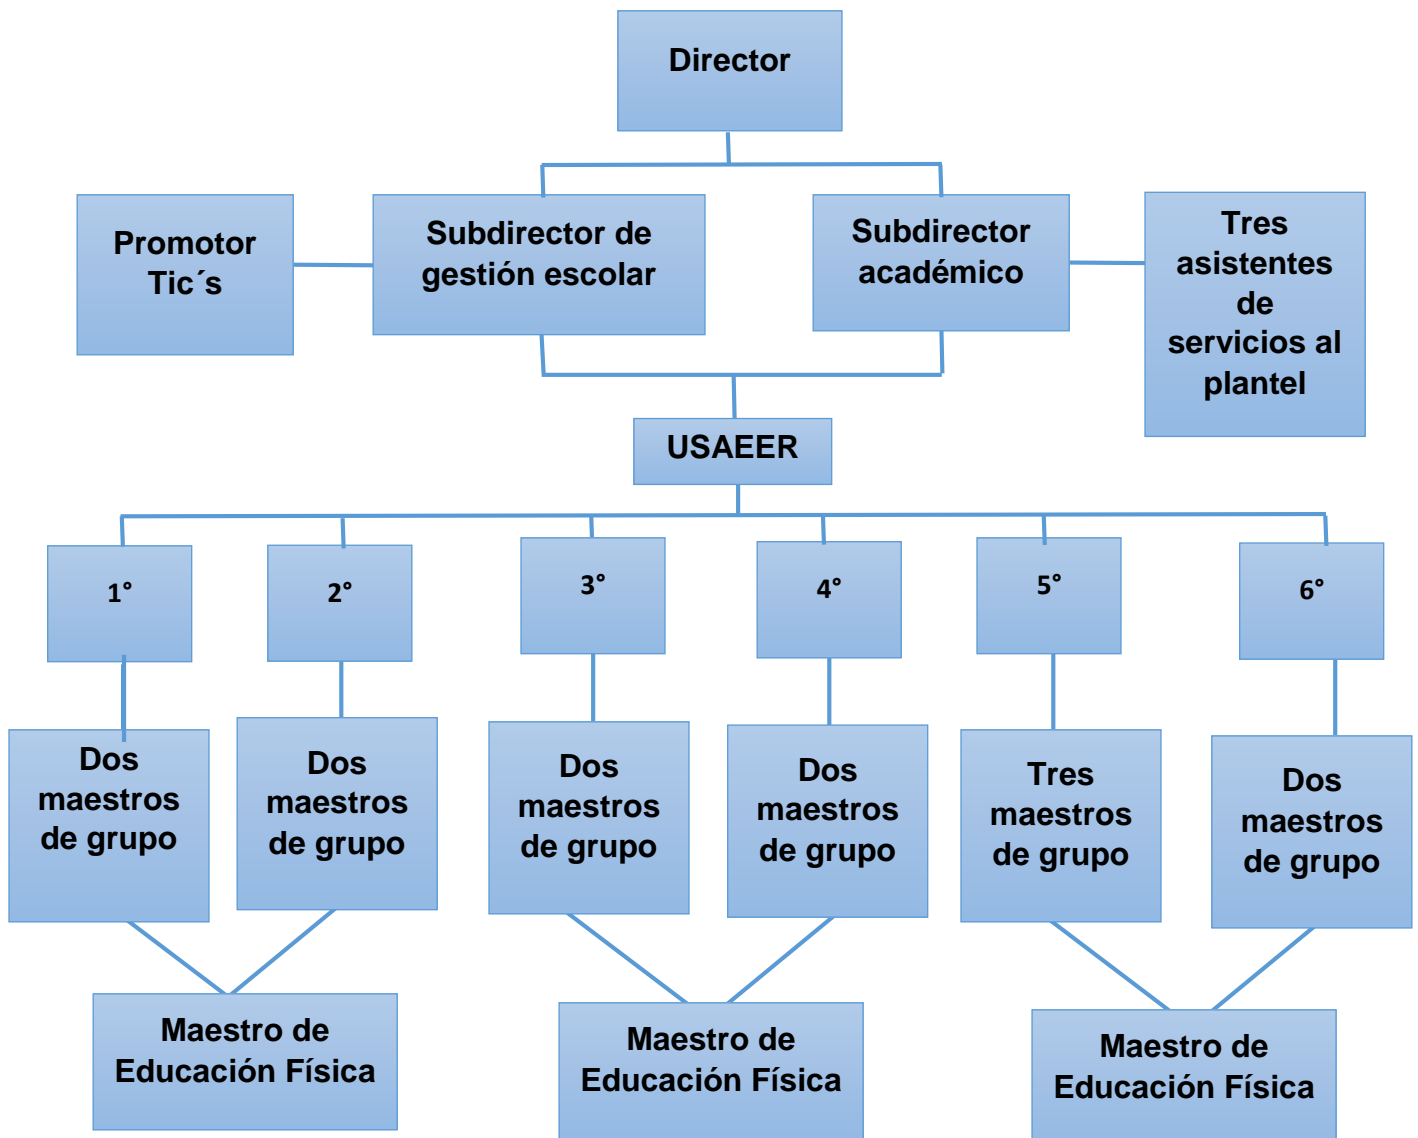 Director
Promotor
Tic´s
Subdirector de
gestión escolar
Subdirector
académico
Tres
asistentes
de
servicios al
plantel
USAEER
1°
2°
3°
4°
5°
6°
Dos
maestros
de grupo
Dos
maestros
de grupo
Dos
maestros
de grupo
Dos
maestros
de grupo
Tres
maestros
de grupo
Dos
maestros
de grupo
Maestro de
Educación Física
Maestro de
Educación Física
Maestro de
Educación Física